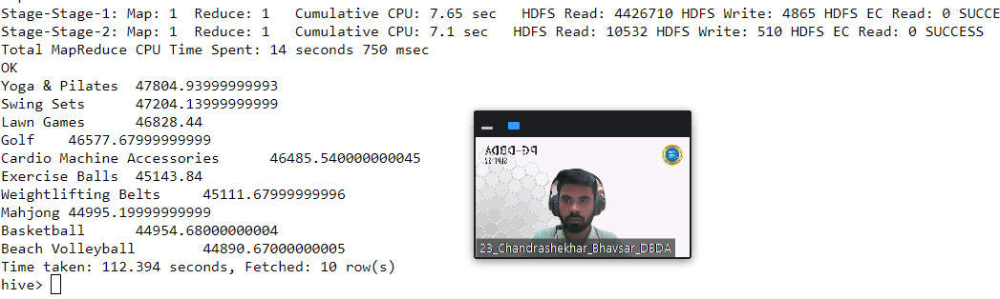 Stage-Stage-1: Map: 1  Reduce: 1   Cumulative CPU: 7.65 sec   HDFS Read: 4426710 HDFS Write: 4865 HDFS EC Read: 0 SUCCE
Stage-Stage-2: Map: 1  Reduce: 1   Cumulative CPU: 7.1 sec   HDFS Read: 10532 HDFS Write: 510 HDFS EC Read: 0 SUCCESS
Total MapReduce CPU Time Spent: 14 seconds 750 msec
OK
Yoga & Pilates  47804.93999999993
Swing Sets      47204.13999999999
Lawn Games      46828.44
Golf    46577.67999999999
Cardio Machine Accessories      46485.540000000045
Exercise Balls  45143.84
Weightlifting Belts     45111.67999999996
Mahjong 44995.19999999999
Basketball      44954.68000000004
Beach Volleyball        44890.67000000005
Time taken: 112.394 seconds, Fetched: 10 row(s)
hive>
PG-DBDA
SEPT 22
23_Chandrashekhar_Bhavsar_DBDA